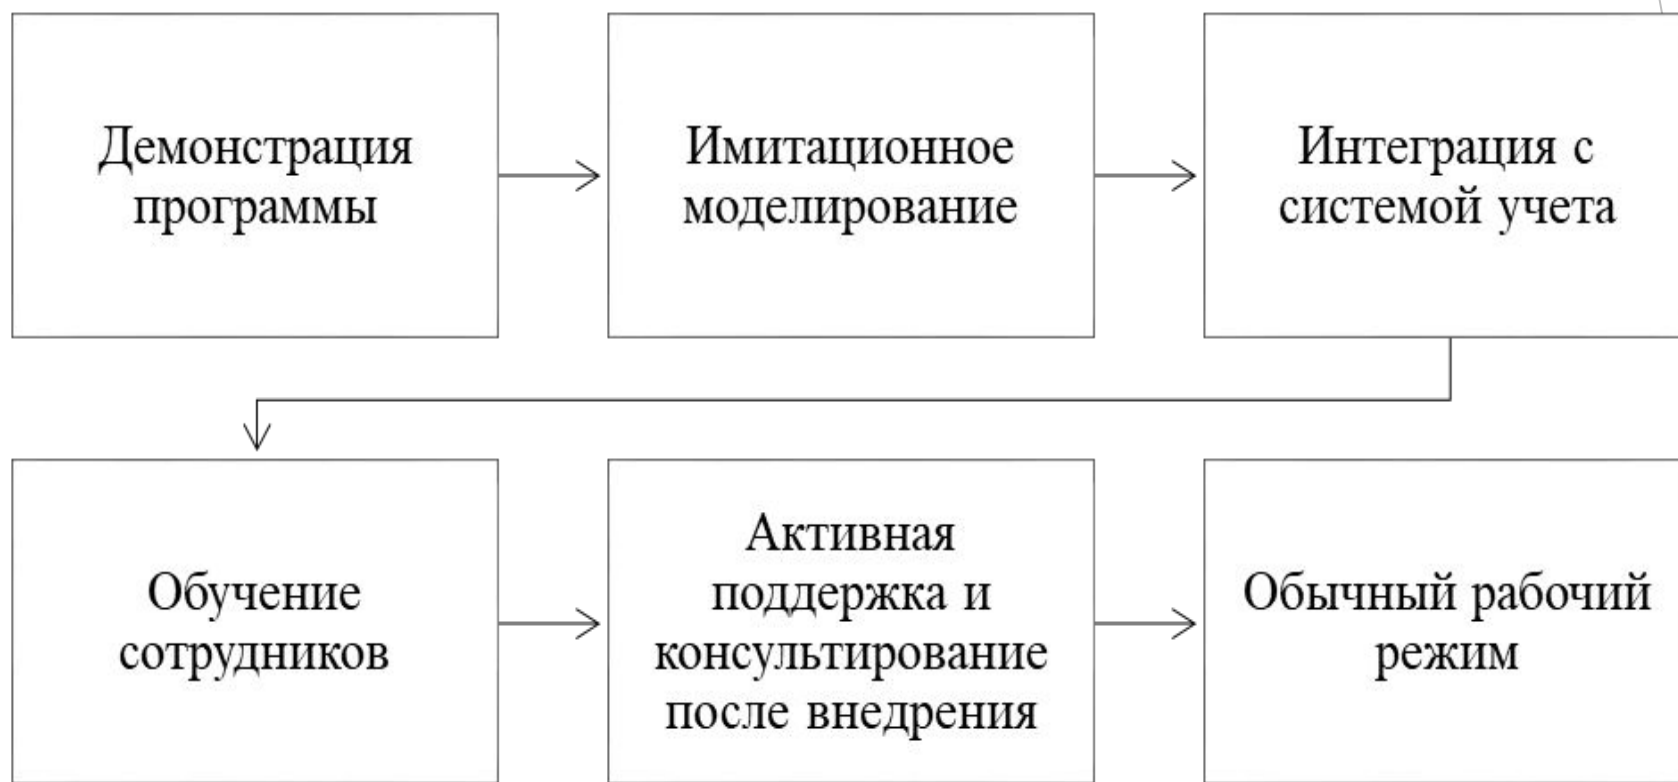 Демонстрация
программы
Имитационное
моделирование
Интеграция с
системой учета
Обучение
сотрудников
Активная
поддержка и
консультирование
после внедрения
Обычный рабочий
режим